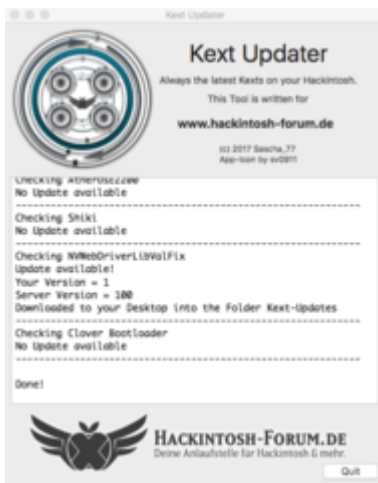 Kext Updater
Kext Updater
Always the latest Kexts on your Hackintosh.
This Tool is written for
www.hackintosh-forum.de
(c) 2017 Sascha_77
App-Icon by sv0911
Checking AtherosE2200
No Update available
Checking Shiki
No Update available
Checking NVWebDriverLibValFix
Update available!
Your Version = 1
Server Version = 100
Downloaded to your Desktop into the Folder Kext-Updates
Checking Clover Bootloader
No Update available
Done!
HACKINTOSH-FORUM.DE
Deine Anlaufstelle für Hackintosh & mehr.
Quit